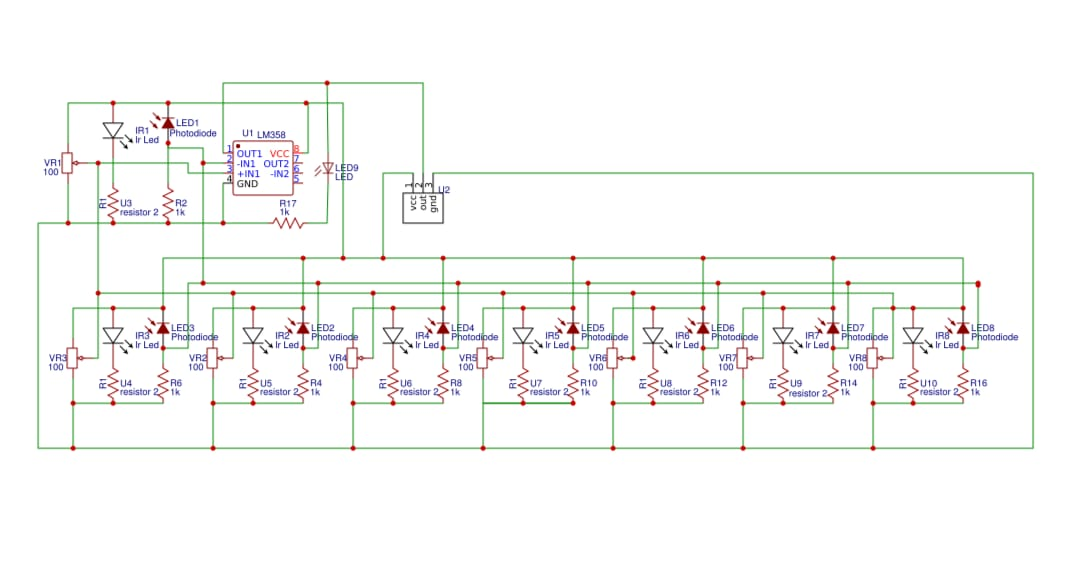 LED1
Photodiode
IR1
Ir Led
VR1
100
R1
U3
resistor 2
R2
1k
U1 LM358
1 OUT1 VCC 8
2 -IN1 OUT2 7
3 +IN1 -IN2 6
4 GND 5
LED9
LED
R17
1k
U2
1 vcc
2 out
3 gnd
LED3
Photodiode
IR3
Ir Led
VR3
100
R1
U4
resistor 2
R6
1k
LED2
Photodiode
IR2
Ir Led
VR2
100
R1
U5
resistor 2
R4
1k
LED4
Photodiode
IR4
Ir Led
VR4
100
R1
U6
resistor 2
R8
1k
LED5
Photodiode
IR5
Ir Led
VR5
100
R1
U7
resistor 2
R10
1k
LED6
Photodiode
IR6
Ir Led
VR6
100
R1
U8
resistor 2
R12
1k
LED7
Photodiode
IR7
Ir Led
VR7
100
R1
U9
resistor 2
R14
1k
LED8
Photodiode
IR8
Ir Led
VR8
100
R1
U10
resistor 2
R16
1k